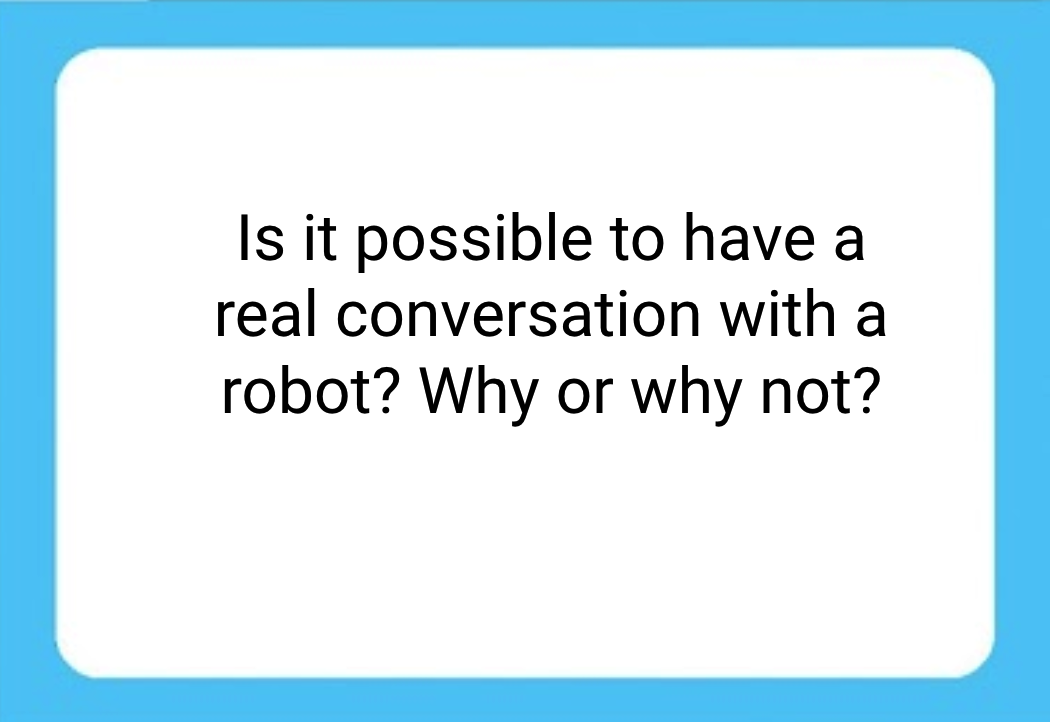 Is it possible to have a
real conversation with a
robot? Why or why not?